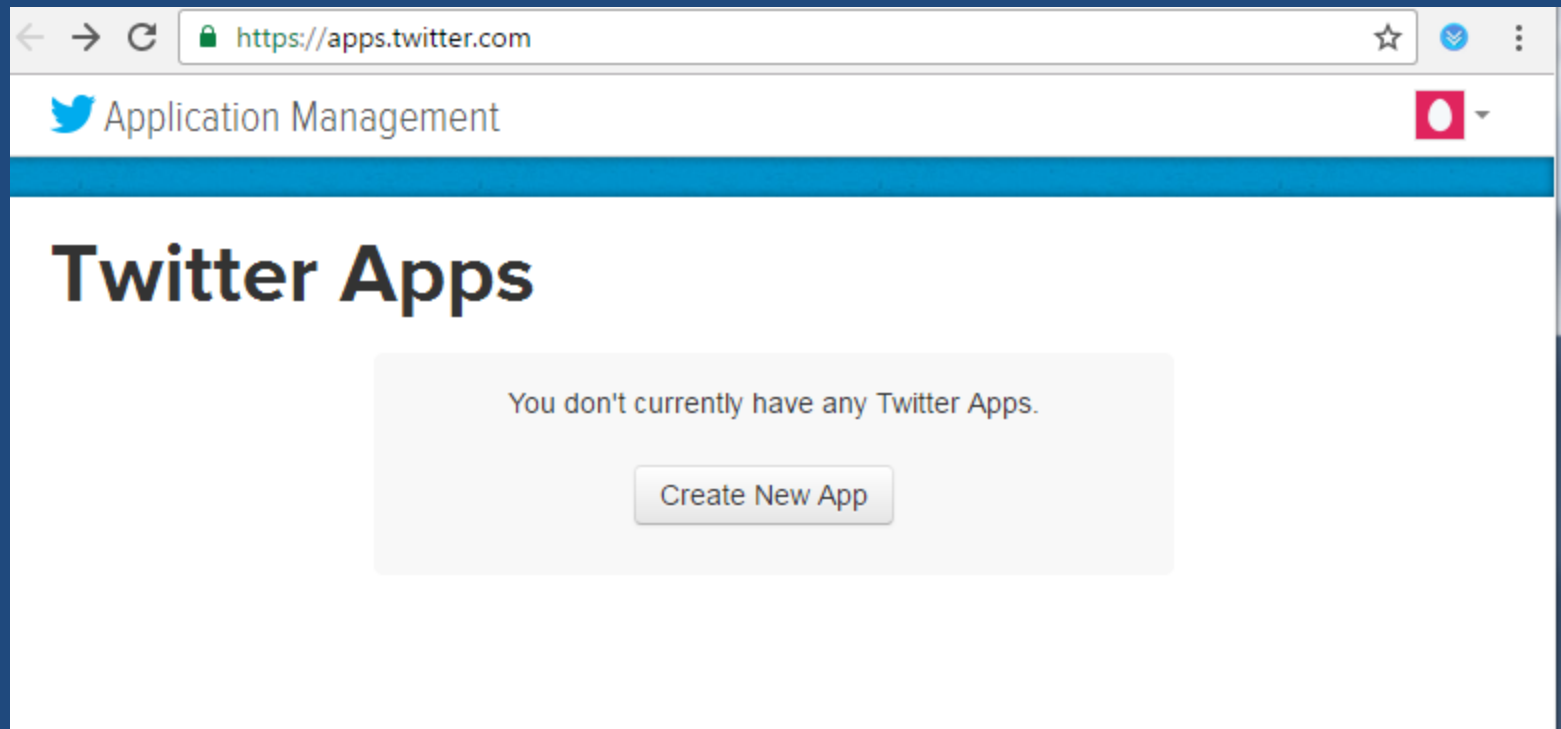 https://apps.twitter.com
Application Management
Twitter Apps
You don't currently have any Twitter Apps.
Create New App